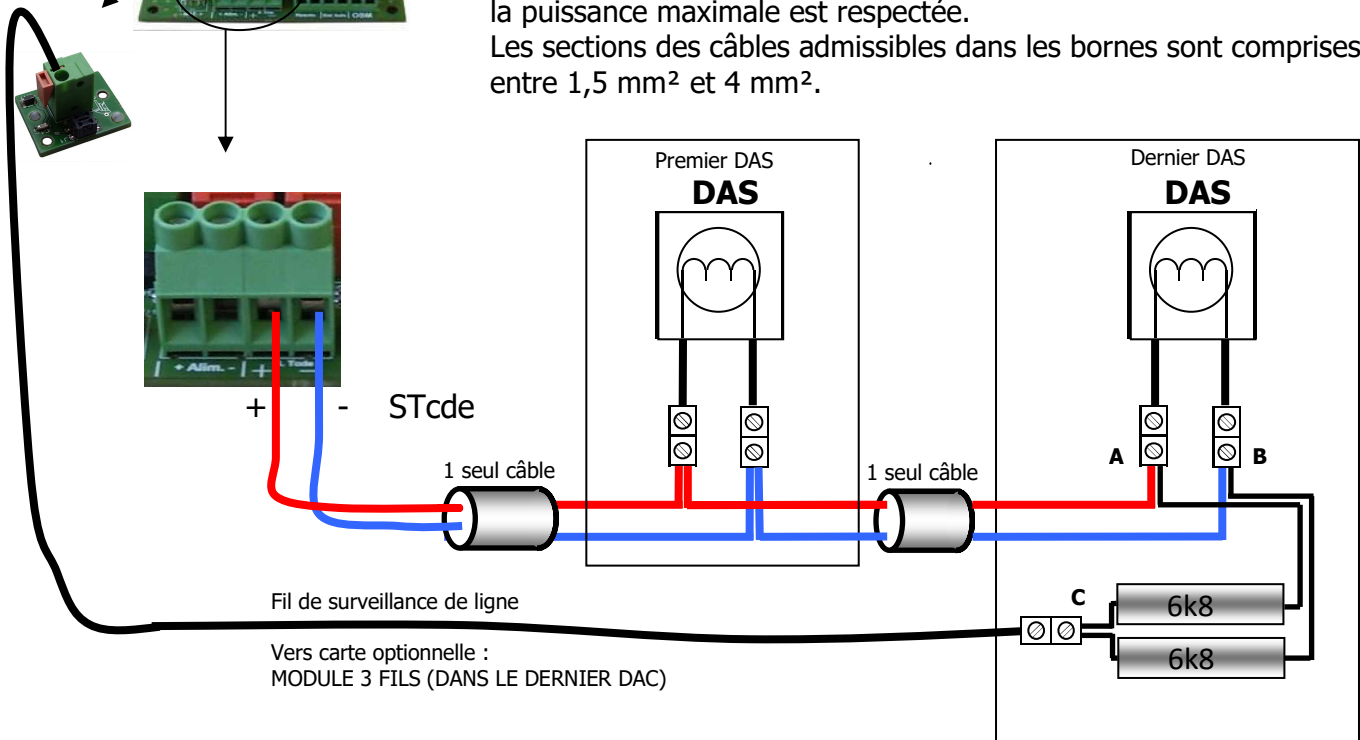 la puissance maximale est respectée.
Les sections des câbles admissibles dans les bornes sont comprises
entre 1,5 mm² et 4 mm².
Premier DAS
DAS
Dernier DAS
DAS
+ Alim. -
+
+ - STcde
1 seul câble
1 seul câble
A
B
Fil de surveillance de ligne
C
6k8
6k8
Vers carte optionnelle :
MODULE 3 FILS (DANS LE DERNIER DAC)